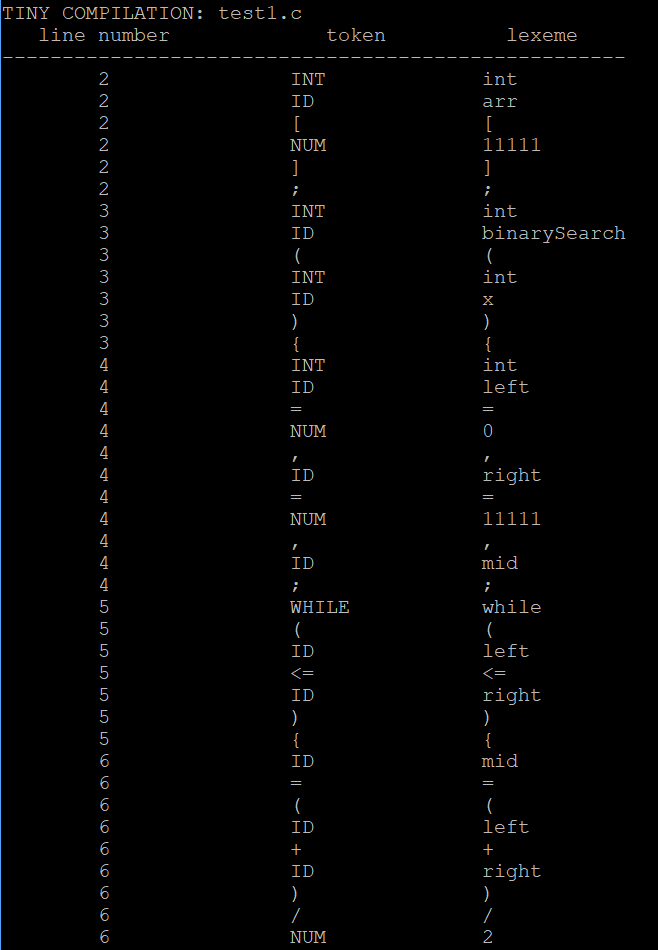 TINY COMPILATION: test1.c
line number token lexeme
------------------------------------------------------
2 INT int
2 ID arr
2 [ [
2 NUM 11111
2 ] ]
2 ; ;
3 INT int
3 ID binarySearch
3 ( (
3 INT int
3 ID x
3 ) )
3 { {
4 INT int
4 ID left
4 = =
4 NUM 0
4 , ,
4 ID right
4 = =
4 NUM 11111
4 , ,
4 ID mid
4 ; ;
5 WHILE while
5 ( (
5 ID left
5 <= <=
5 ID right
5 ) )
5 { {
6 ID mid
6 = =
6 ( (
6 ID left
6 + +
6 ID right
6 ) )
6 / /
6 NUM 2